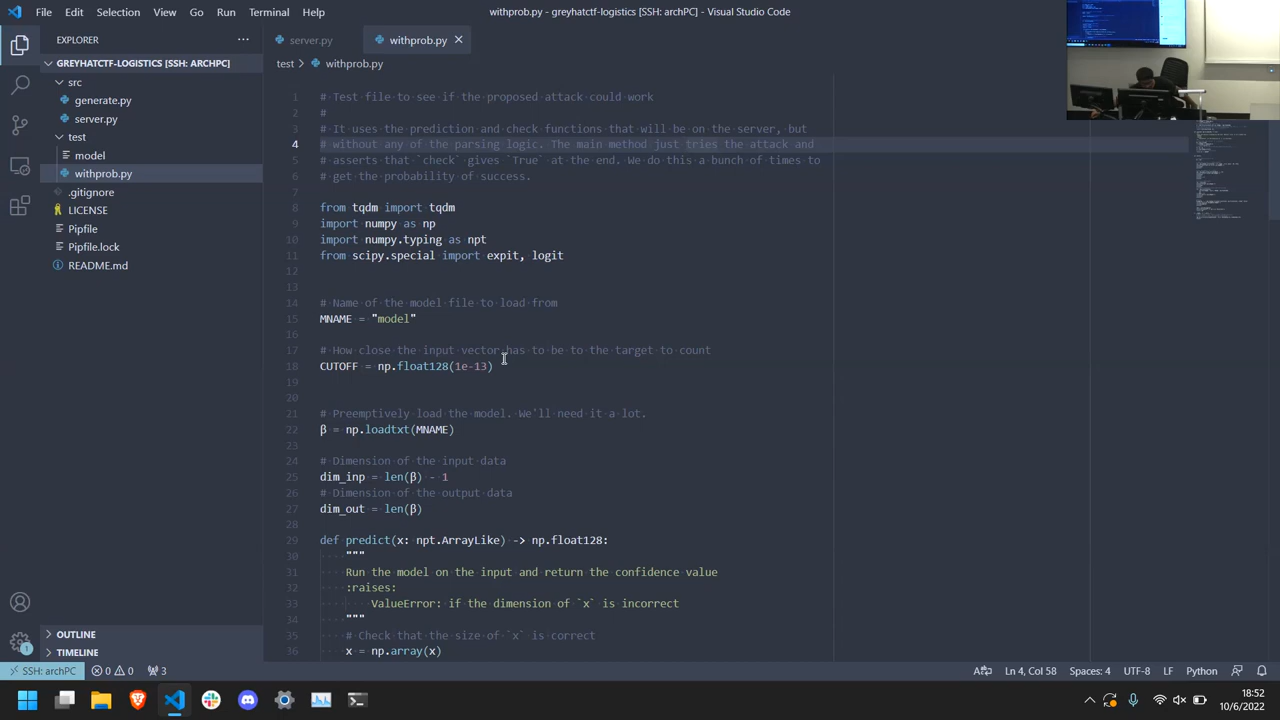 File Edit Selection View Go Run Terminal Help
withprob.py - greyhatctf-logistics [SSH: archPC] - Visual Studio Code
EXPLORER
GREYHATCTF-LOGISTICS [SSH: ARCHPC]
src
generate.py
server.py
test
model
withprob.py
.gitignore
LICENSE
Pipfile
Pipfile.lock
README.md
OUTLINE
TIMELINE
server.py
test > withprob.py
1 # Test file to see if the proposed attack could work
2 #
3 # It uses the prediction and check functions that will be on the server, but
4 # without any of the parsing code. The main method just tries the attack and
5 # asserts that `check` gives `True` at the end. We do this a bunch of times to
6 # get the probability of succes.
7
8 from tqdm import tqdm
9 import numpy as np
10 import numpy.typing as npt
11 from scipy.special import expit, logit
12
13
14 # Name of the model file to load from
15 MNAME = "model"
16
17 # How close the input vector has to be to the target to count
18 CUTOFF = np.float128(1e-13)
19
20
21 # Preemptively load the model. We'll need it a lot.
22 β = np.loadtxt(MNAME)
23
24 # Dimension of the input data
25 dim_inp = len(β) - 1
26 # Dimension of the output data
27 dim_out = len(β)
28
29 def predict(x: npt.ArrayLike) -> np.float128:
30 """
31 Run the model on the input and return the confidence value
32 :raises:
33 ValueError: if the dimension of `x` is incorrect
34 """
35 # Check that the size of `x` is correct
36 x = np.array(x)
SSH: archPC 0 0 3
Ln 4, Col 58 Spaces: 4 UTF-8 LF Python
18:52
10/6/2022